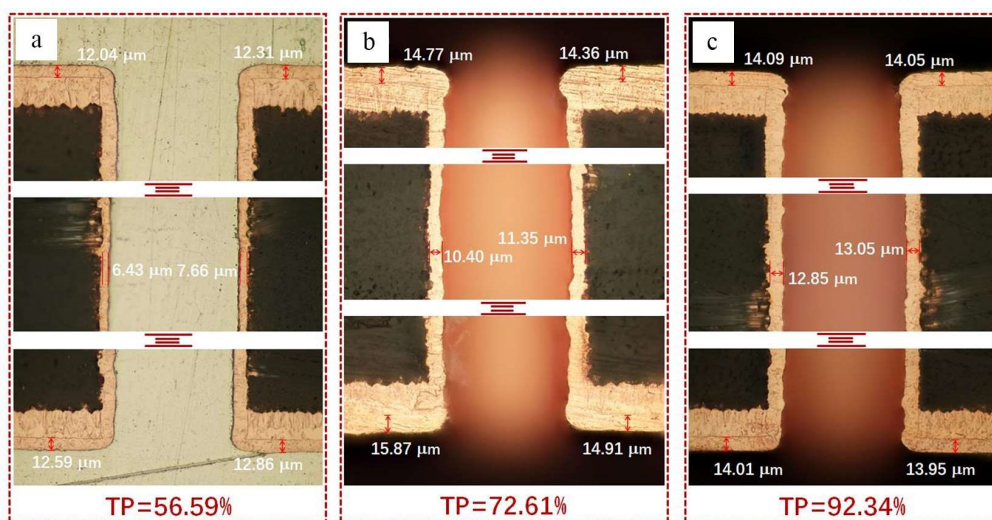 a
12.04 μm
12.31 μm
6.43 μm
7.66 μm
12.59 μm
12.86 μm
TP=56.59%
b
14.77 μm
14.36 μm
11.35 μm
10.40 μm
15.87 μm
14.91 μm
TP=72.61%
c
14.09 μm
14.05 μm
13.05 μm
12.85 μm
14.01 μm
13.95 μm
TP=92.34%